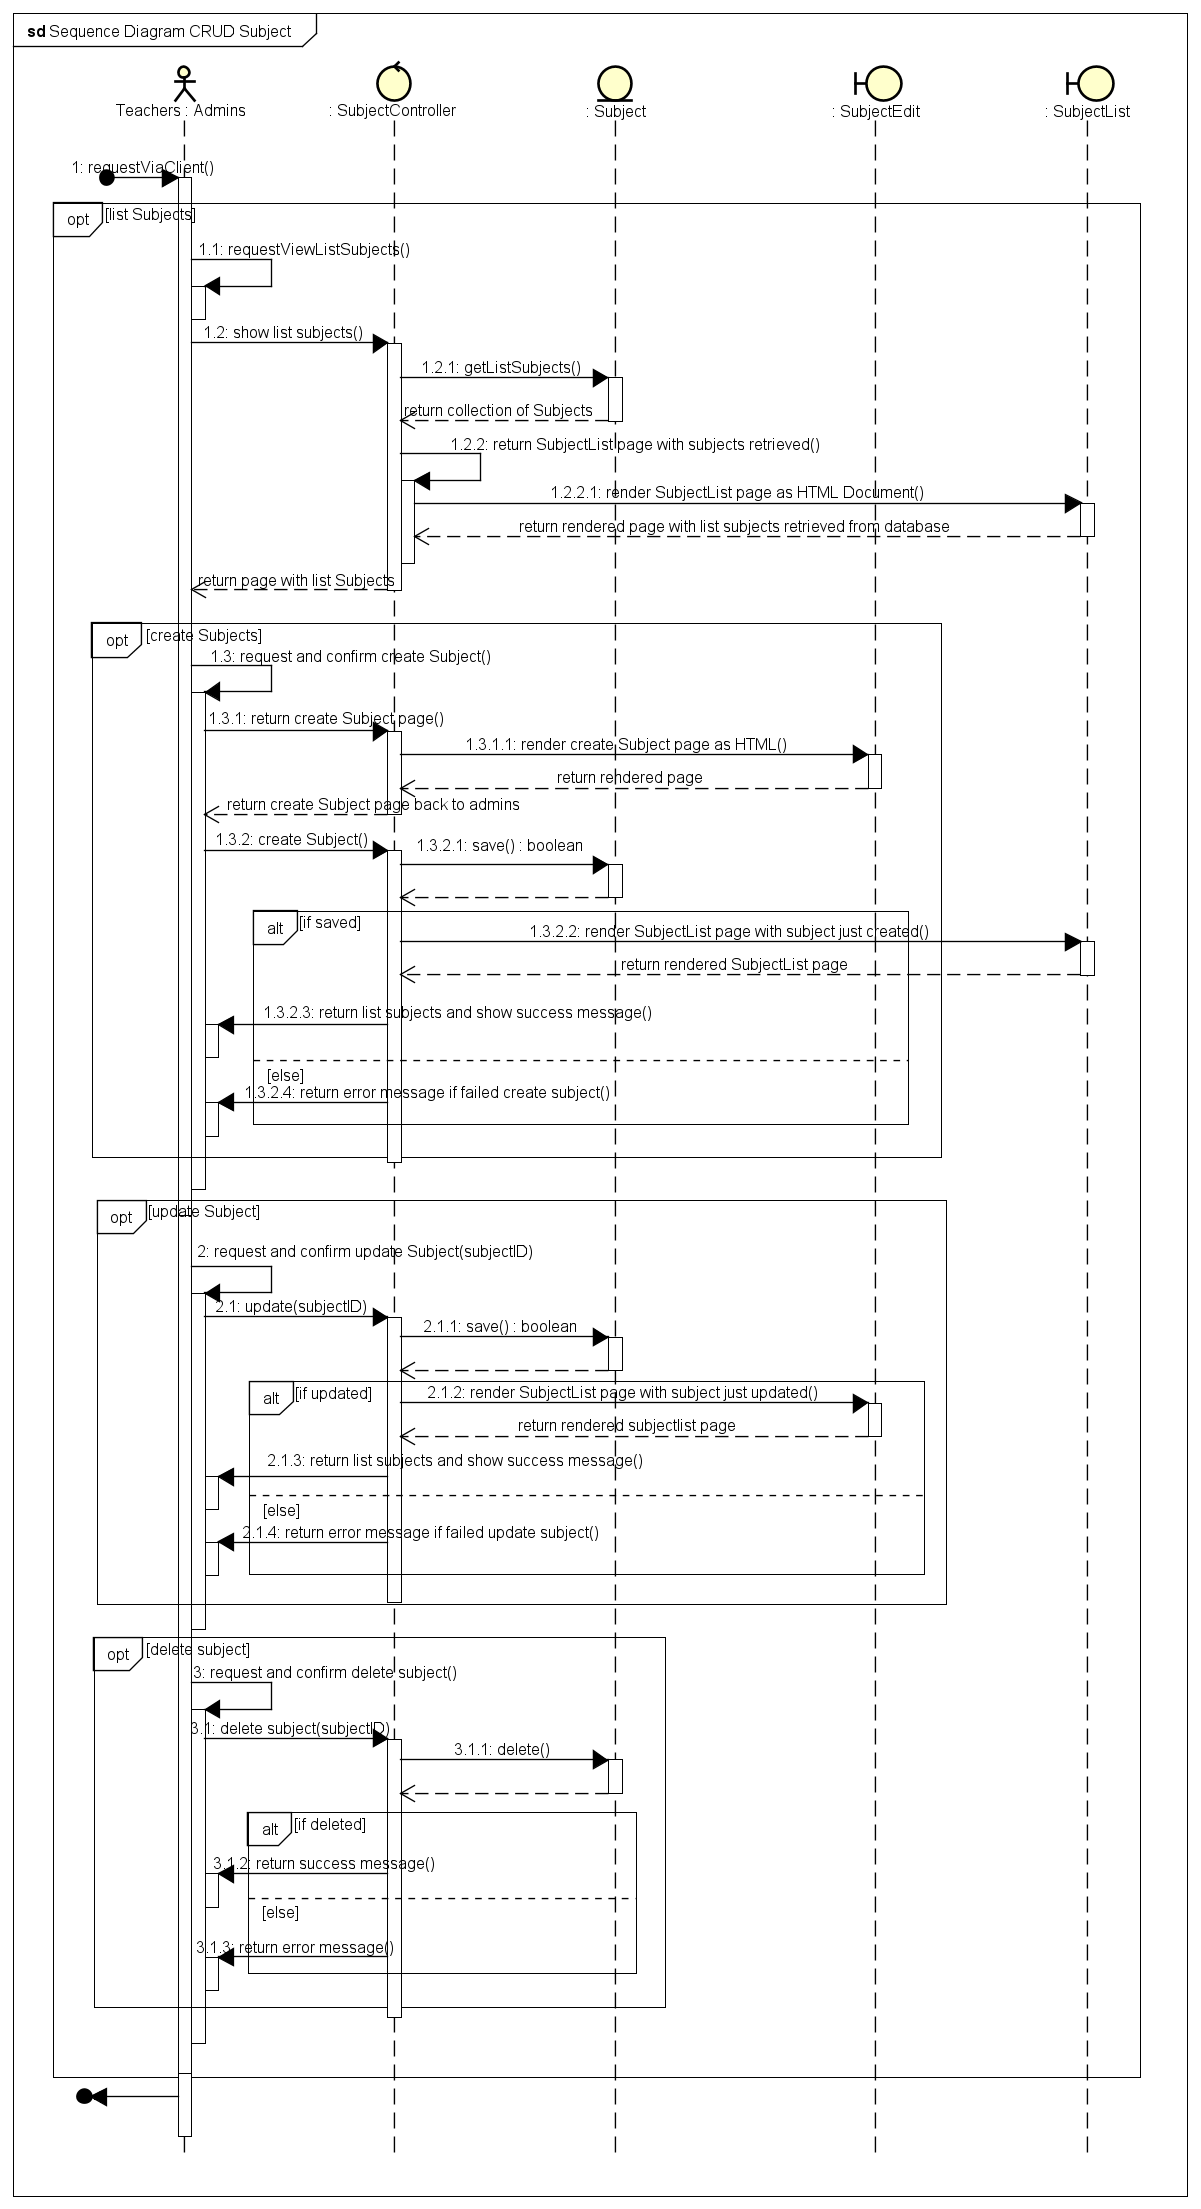 sd Sequence Diagram CRUD Subject
Teachers : Admins
: SubjectController
: Subject
: SubjectEdit
: SubjectList
1: requestViaClient()
opt
[list Subjects]
1.1: requestViewListSubjects()
1.2: show list subjects()
1.2.1: getListSubjects()
return collection of Subjects
1.2.2: return SubjectList page with subjects retrieved()
1.2.2.1: render SubjectList page as HTML Document()
return rendered page with list subjects retrieved from database
return page with list Subjects
opt
[create Subjects]
1.3: request and confirm create Subject()
1.3.1: return create Subject page()
1.3.1.1: render create Subject page as HTML()
return rendered page
return create Subject page back to admins
1.3.2: create Subject()
1.3.2.1: save() : boolean
alt
[if saved]
1.3.2.2: render SubjectList page with subject just created()
return rendered SubjectList page
1.3.2.3: return list subjects and show success message()
[else]
1.3.2.4: return error message if failed create subject()
opt
[update Subject]
2: request and confirm update Subject(subjectID)
2.1: update(subjectID)
2.1.1: save() : boolean
alt
[if updated]
2.1.2: render SubjectList page with subject just updated()
return rendered subjectlist page
2.1.3: return list subjects and show success message()
[else]
2.1.4: return error message if failed update subject()
opt
[delete subject]
3: request and confirm delete subject()
3.1: delete subject(subjectID)
3.1.1: delete()
alt
[if deleted]
3.1.2: return success message()
[else]
3.1.3: return error message()